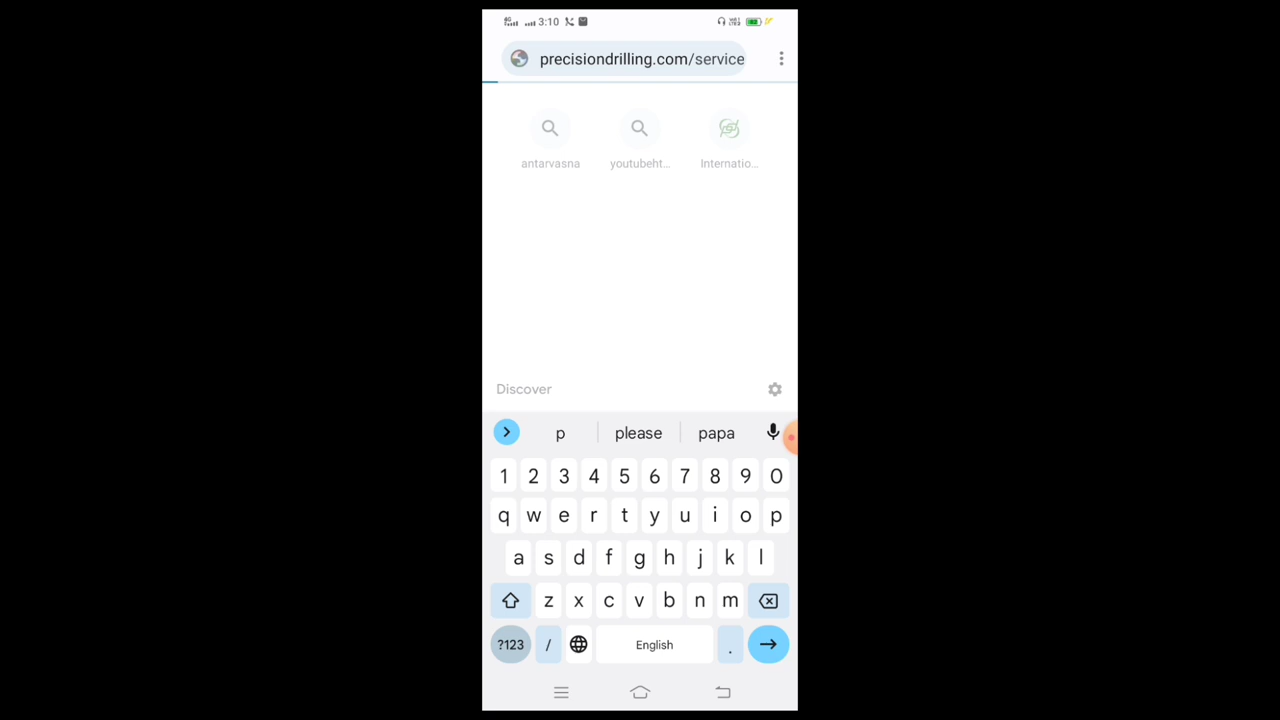 3:10
precisiondrilling.com/service
antarvasna youtubeht... Internatio...
Discover
p please papa
1 2 3 4 5 6 7 8 9 0
q w e r t y u i o p
a s d f g h j k l
z x c v b n m
?123 / English .